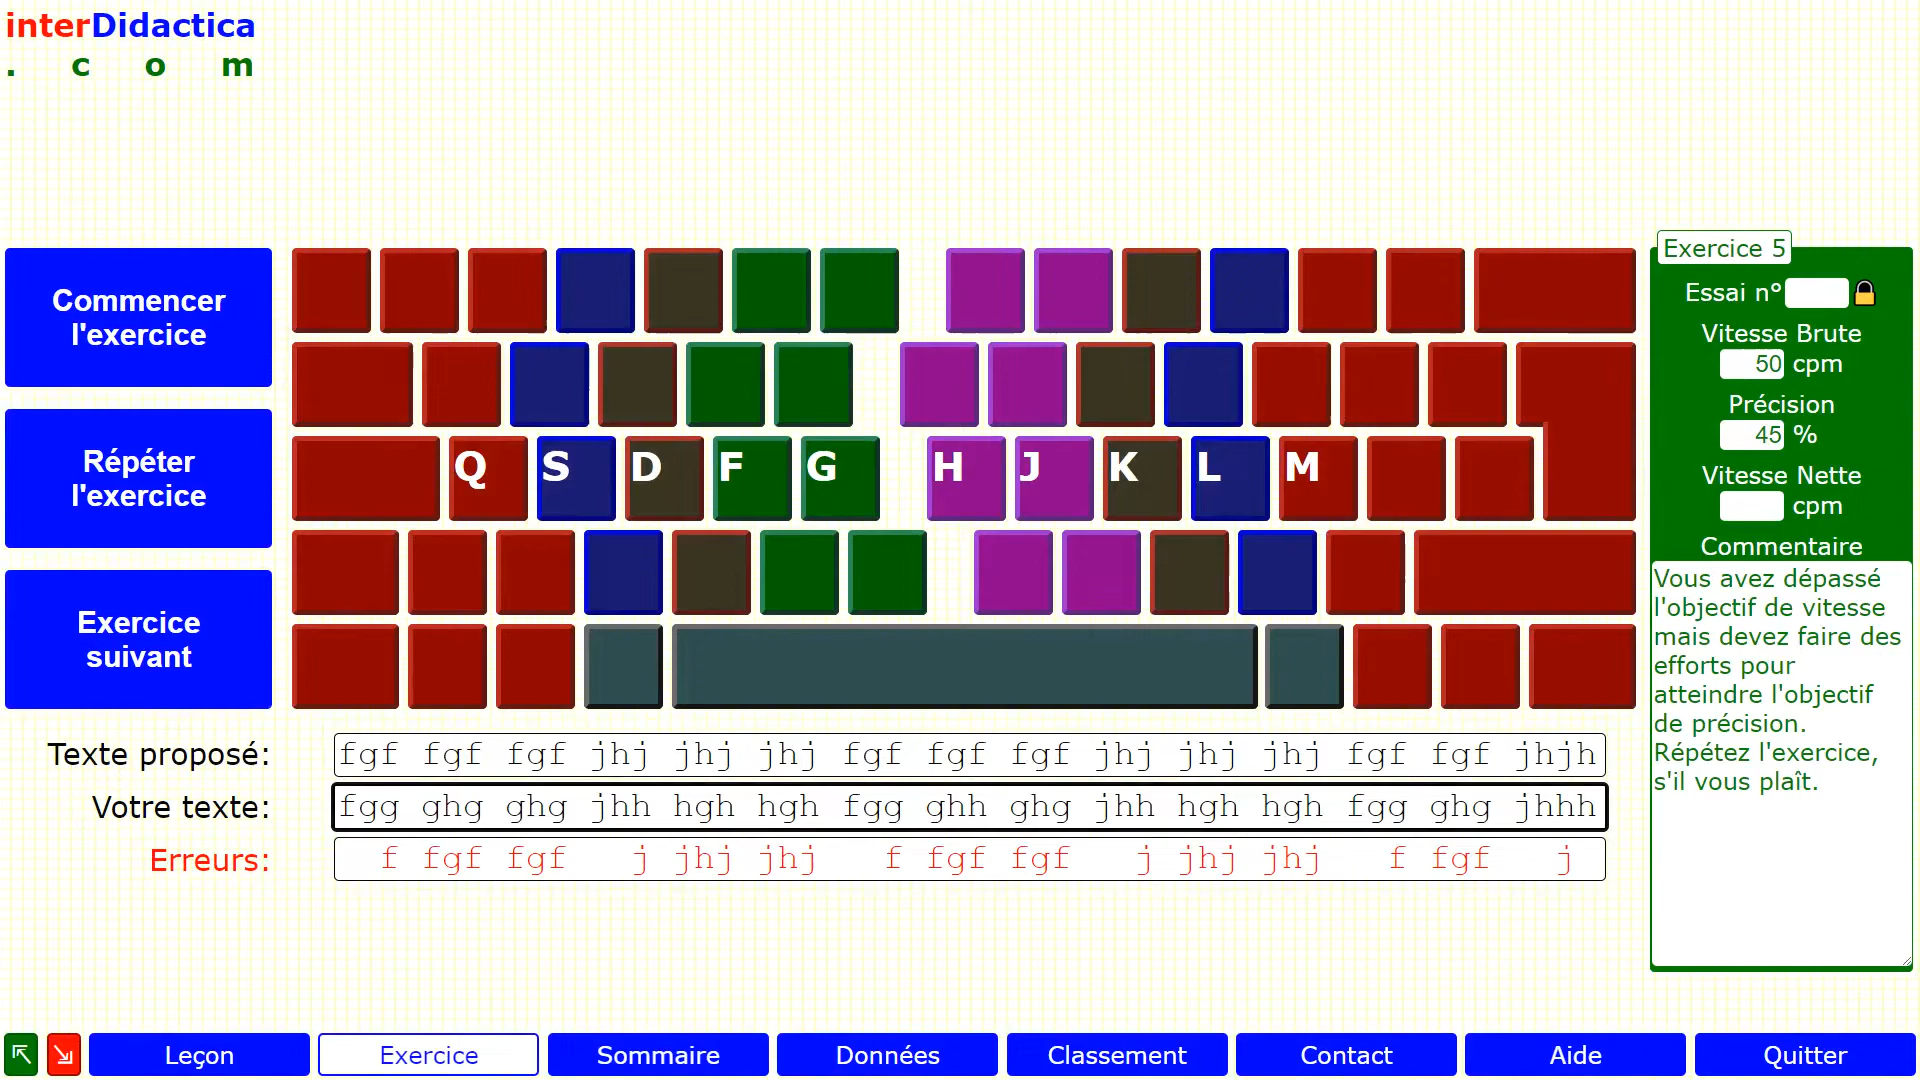 interDidactica
. c o m
Commencer
l'exercice
Répéter
l'exercice
Exercice
suivant
Q S D F G H J K L M
Exercice 5
Essai n°
Vitesse Brute
50 cpm
Précision
45 %
Vitesse Nette
cpm
Commentaire
Vous avez dépassé
l'objectif de vitesse
mais devez faire des
efforts pour
atteindre l'objectif
de précision.
Répétez l'exercice,
s'il vous plaît.
Texte proposé: fgf fgf fgf jhj jhj jhj fgf fgf fgf jhj jhj jhj fgf fgf jhjh
Votre texte: fgg ghg ghg jhh hgh hgh fgg ghh ghg jhh hgh hgh fgg ghg jhhh
Erreurs: f fgf fgf j jhj jhj f fgf fgf j jhj jhj f fgf j
Leçon Exercice Sommaire Données Classement Contact Aide Quitter